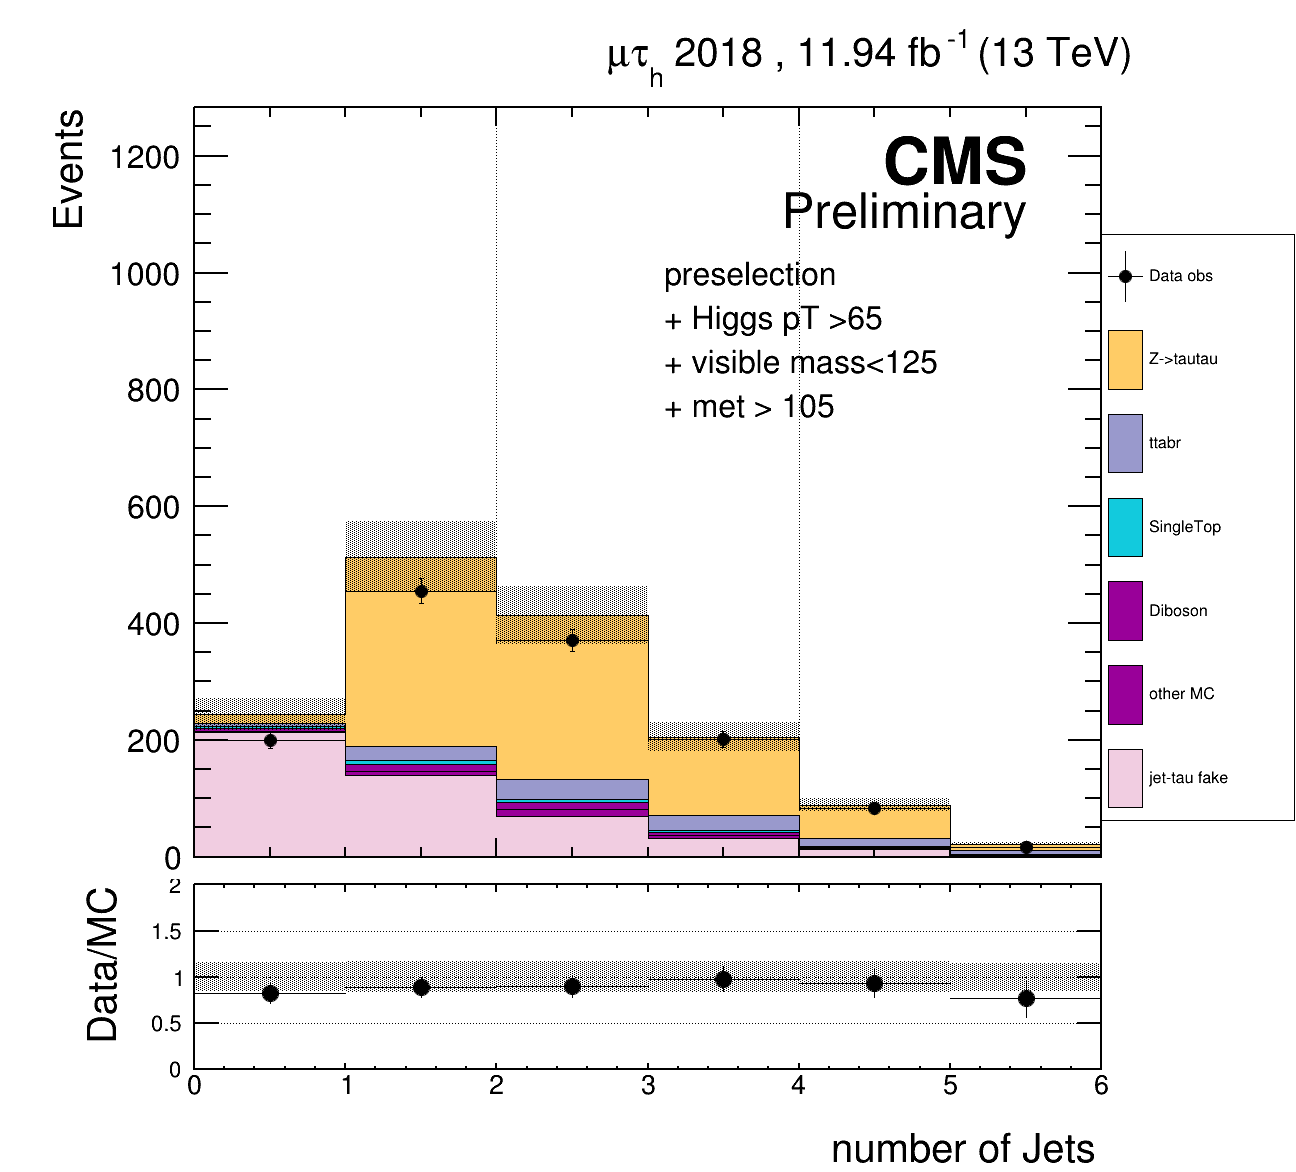 μτh 2018 , 11.94 fb-1 (13 TeV)
Events
1200
1000
800
600
400
200
0
CMS
Preliminary
preselection
+ Higgs pT >65
+ visible mass<125
+ met > 105
Data obs
Z->tautau
ttabr
SingleTop
Diboson
other MC
jet-tau fake
Data/MC
2
1.5
1
0.5
0
0 1 2 3 4 5 6
number of Jets